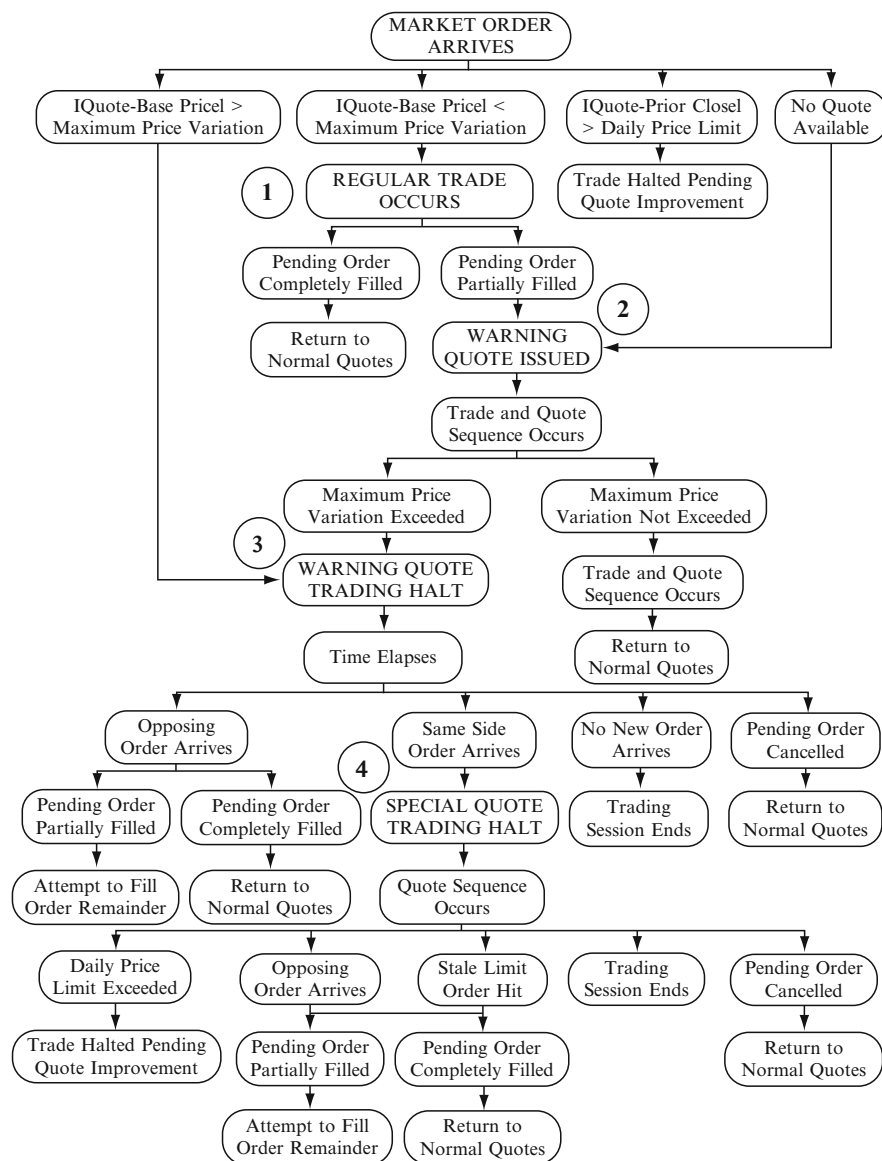 MARKET ORDER
ARRIVES
IQuote-Base Pricel >
Maximum Price Variation
IQuote-Base Pricel <
Maximum Price Variation
IQuote-Prior Closel
> Daily Price Limit
No Quote
Available
1
REGULAR TRADE
OCCURS
Trade Halted Pending
Quote Improvement
Pending Order
Completely Filled
Pending Order
Partially Filled
2
Return to
Normal Quotes
WARNING
QUOTE ISSUED
Trade and Quote
Sequence Occurs
Maximum Price
Variation Exceeded
Maximum Price
Variation Not Exceeded
3
WARNING QUOTE
TRADING HALT
Trade and Quote
Sequence Occurs
Time Elapses
Return to
Normal Quotes
Opposing
Order Arrives
Same Side
Order Arrives
No New Order
Arrives
Pending Order
Cancelled
4
Pending Order
Partially Filled
Pending Order
Completely Filled
SPECIAL QUOTE
TRADING HALT
Trading
Session Ends
Return to
Normal Quotes
Attempt to Fill
Order Remainder
Return to
Normal Quotes
Quote Sequence
Occurs
Daily Price
Limit Exceeded
Opposing
Order Arrives
Stale Limit
Order Hit
Trading
Session Ends
Pending Order
Cancelled
Trade Halted Pending
Quote Improvement
Pending Order
Partially Filled
Pending Order
Completely Filled
Return to
Normal Quotes
Attempt to Fill
Order Remainder
Return to
Normal Quotes